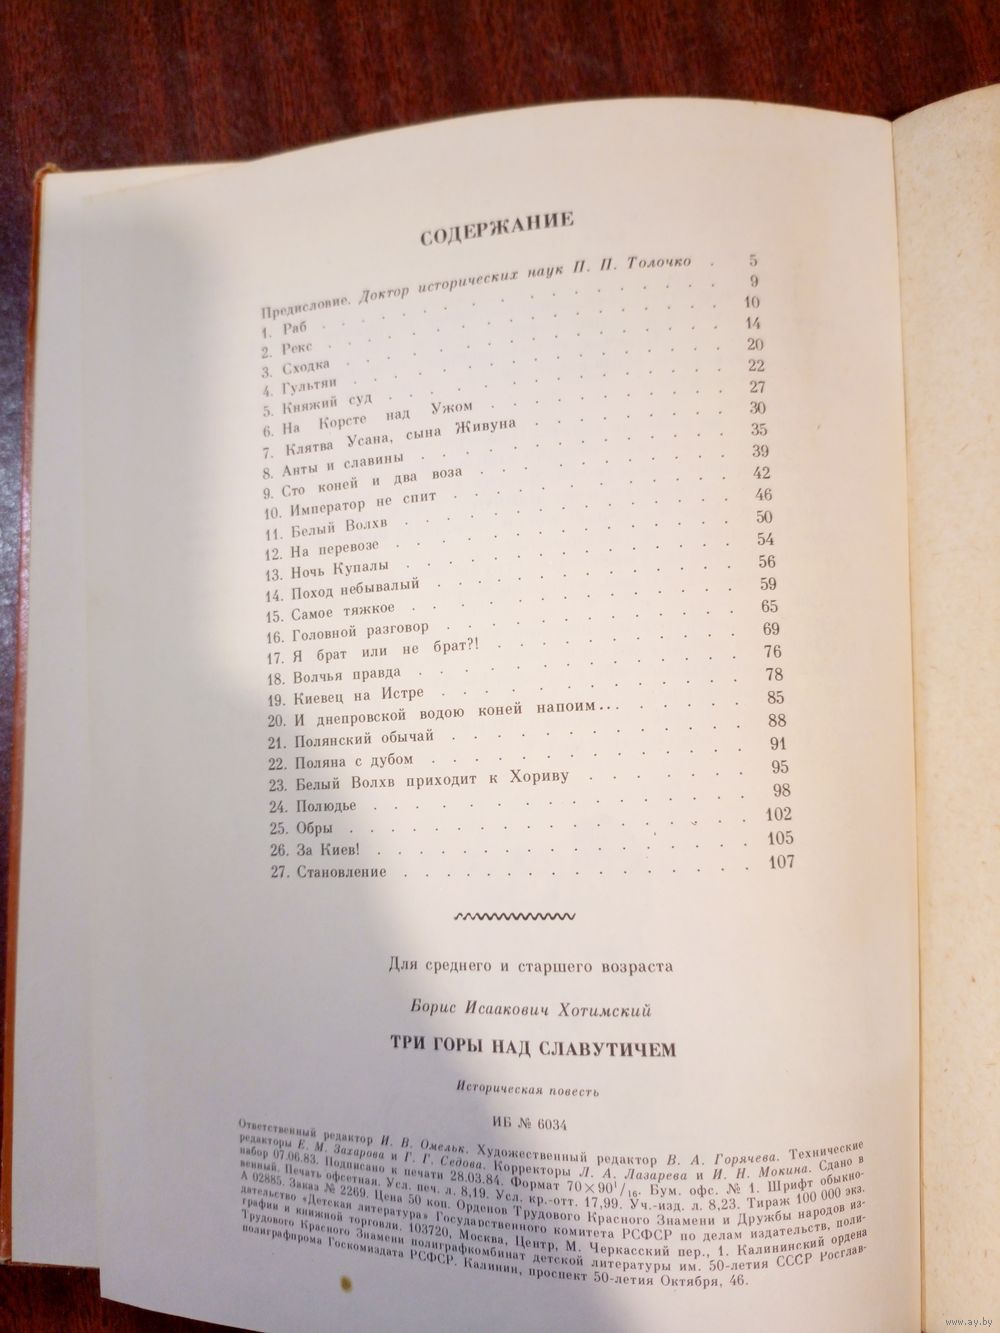 СОДЕРЖАНИЕ
Предисловие. Доктор исторических наук П. П. Толочко . 5
1. Раб . . . . . . . . . . . . 9
2. Рекс . . . . . . . . . . . . 10
3. Сходка . . . . . . . . . . . . 14
4. Гультяи . . . . . . . . . . . . 20
5. Княжий суд . . . . . . . . . . . 22
6. На Корсте над Ужом . . . . . . . . 27
7. Клятва Усана, сына Живуна . . . . . . 30
8. Анты и славины . . . . . . . . . . 35
9. Сто коней и два воза . . . . . . . . 39
10. Император не спит . . . . . . . . . 42
11. Белый Волхв . . . . . . . . . . . 46
12. На перевозе . . . . . . . . . . . 50
13. Ночь Купалы . . . . . . . . . . . 54
14. Поход небывалый . . . . . . . . . . 56
15. Самое тяжкое . . . . . . . . . . . 59
16. Головной разговор . . . . . . . . . 65
17. Я брат или не брат?! . . . . . . . . 69
18. Волчья правда . . . . . . . . . . 76
19. Киевец на Истре . . . . . . . . . . 78
20. И днепровской водою коней напоим... . . . . . 85
21. Полянский обычай . . . . . . . . . 88
22. Поляна с дубом . . . . . . . . . . 91
23. Белый Волхв приходит к Хориву . . . . . 95
24. Полюдье . . . . . . . . . . . . 98
25. Обры . . . . . . . . . . . . . 102
26. За Киев! . . . . . . . . . . . . 105
27. Становление . . . . . . . . . . . 107
Для среднего и старшего возраста
Борис Исаакович Хотимский
ТРИ ГОРЫ НАД СЛАВУТИЧЕМ
Историческая повесть
ИБ № 6034
Ответственный редактор И. В. Омельк. Художественный редактор В. А. Горячева. Технические
редакторы Е. М. Захарова и Г. Г. Седова. Корректоры Л. А. Лазарева и И. Н. Мокина. Сдано в
набор 07.06.83. Подписано к печати 28.03.84. Формат 70×90¹/₁₆. Бум. офс. № 1. Шрифт обыкно-
венный. Печать офсетная. Усл. печ. л. 8,19. Усл. кр.-отт. 17,99. Уч.-изд. л. 8,23. Тираж 100 000 экз.
А 02885. Заказ № 2269. Цена 50 коп. Орденов Трудового Красного Знамени и Дружбы народов из-
дательство «Детская литература» Государственного комитета РСФСР по делам издательств, поли-
графии и книжной торговли. 103720, Москва, Центр, М. Черкасский пер., 1. Калининский ордена
Трудового Красного Знамени полиграфкомбинат детской литературы им. 50-летия СССР Росглав-
полиграфпрома Госкомиздата РСФСР. Калинин, проспект 50-летия Октября, 46.
www.ay.by